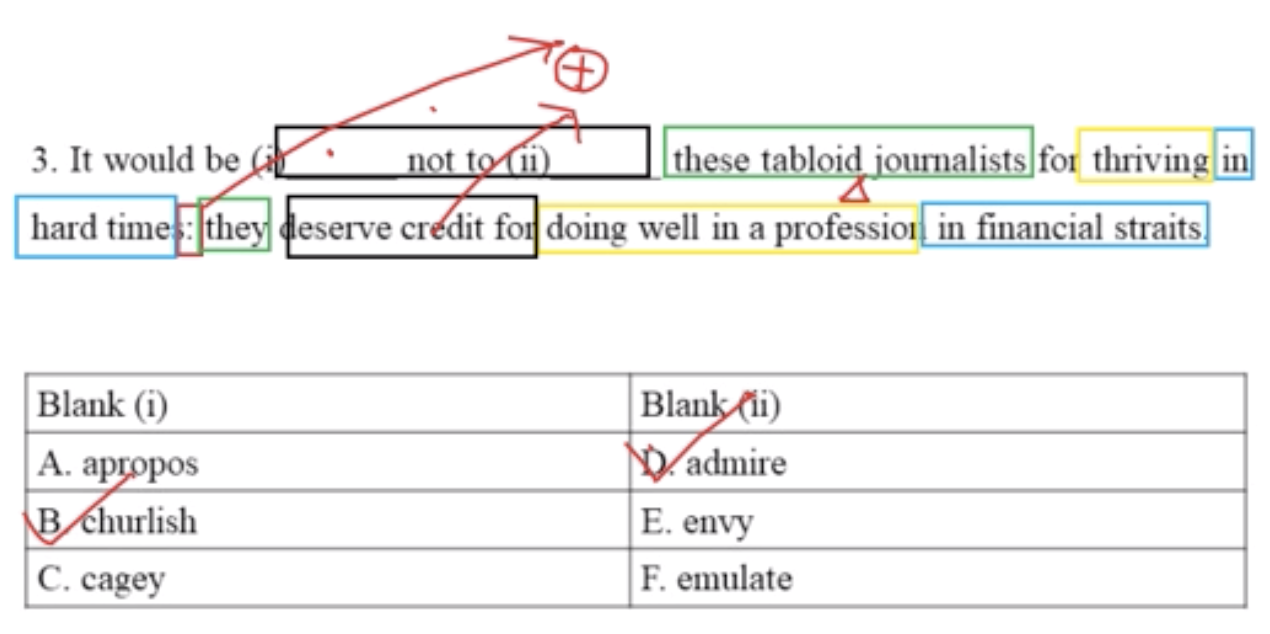 3. It would be (i)________ not to (ii)________ these tabloid journalists for thriving in
hard times: they deserve credit for doing well in a profession in financial straits.
Blank (i) Blank (ii)
A. apropos D. admire
B. churlish E. envy
C. cagey F. emulate